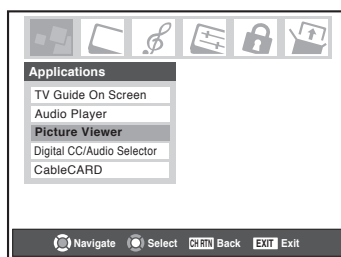 Applications
TV Guide On Screen
Audio Player
Picture Viewer
Digital CC/Audio Selector
CableCARD
Navigate Select CH RTN Back EXIT Exit